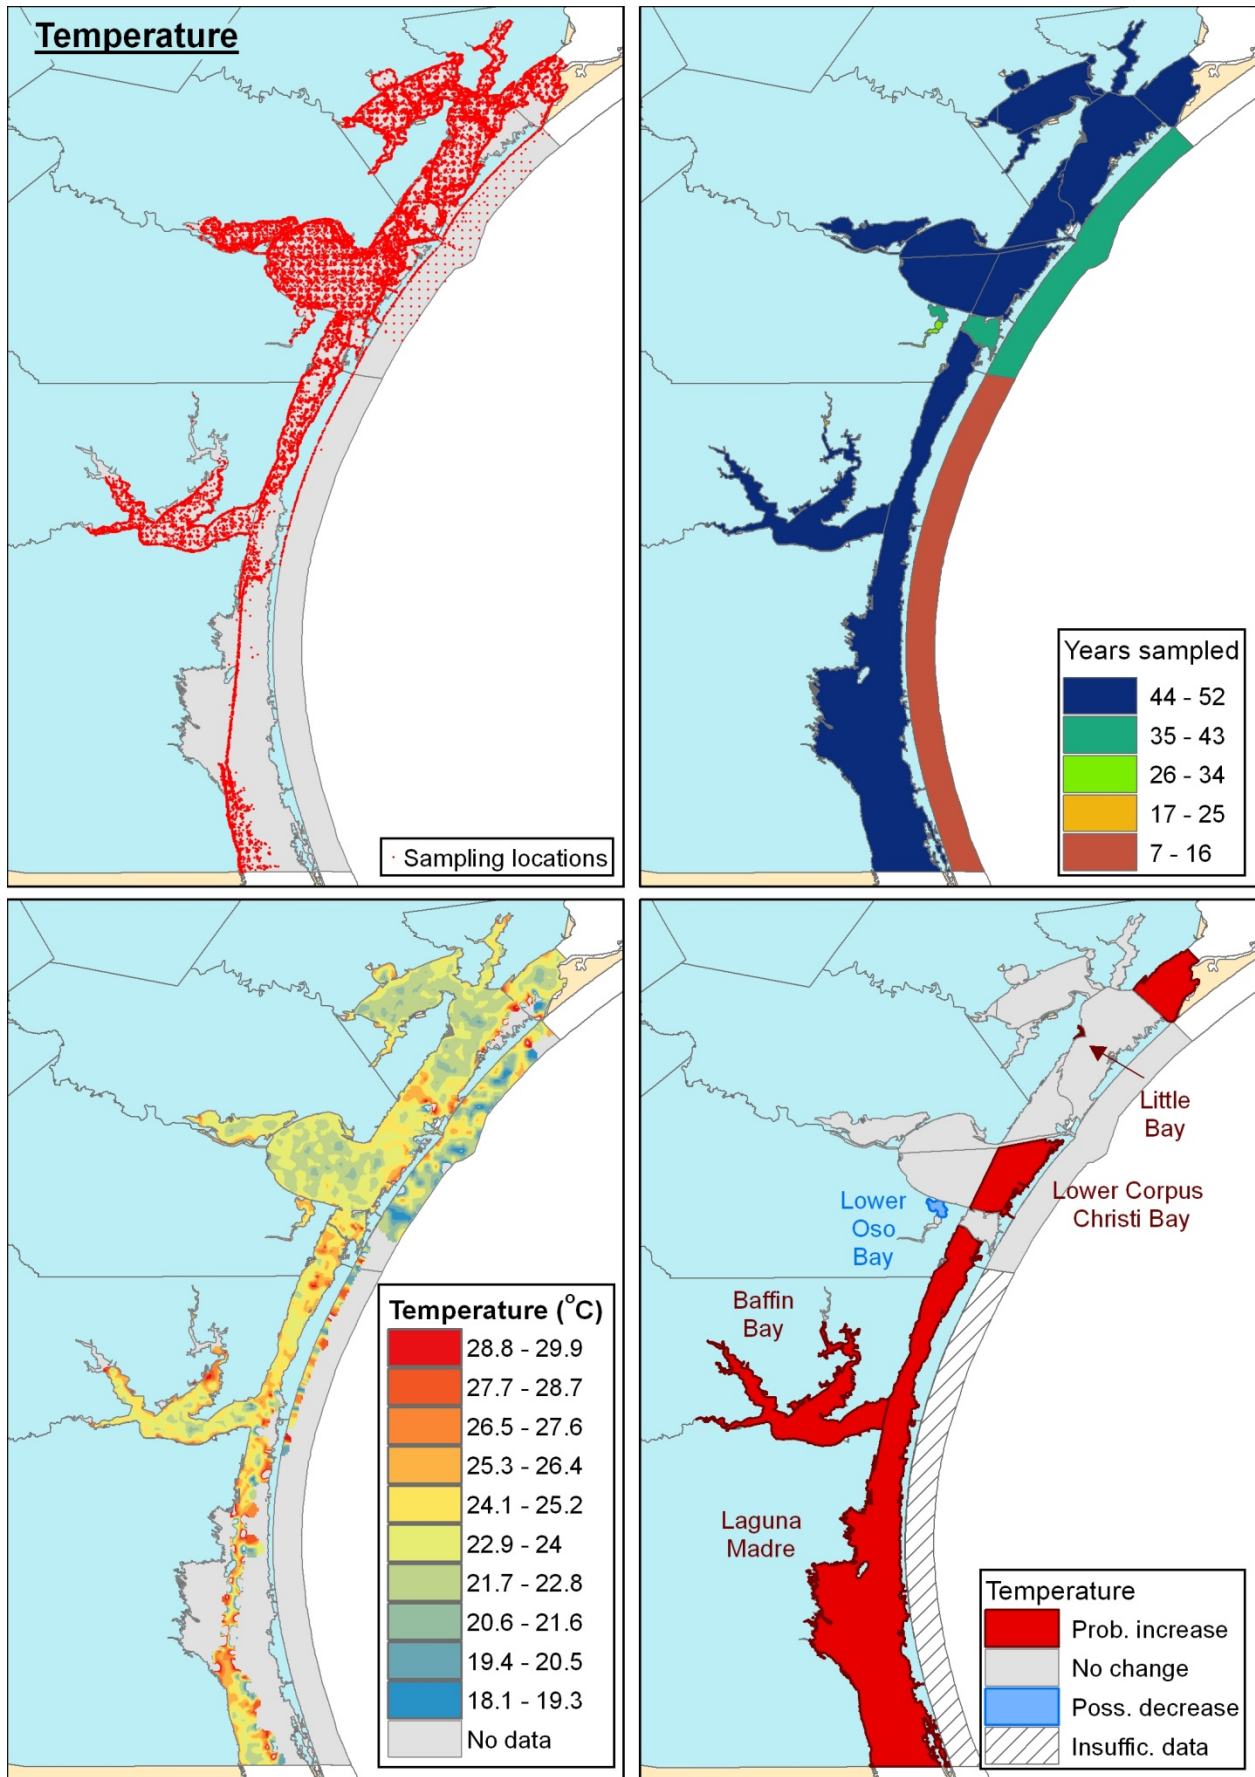 Temperature
· Sampling locations
Years sampled
44 - 52
35 - 43
26 - 34
17 - 25
7 - 16
Temperature (°C)
28.8 - 29.9
27.7 - 28.7
26.5 - 27.6
25.3 - 26.4
24.1 - 25.2
22.9 - 24
21.7 - 22.8
20.6 - 21.6
19.4 - 20.5
18.1 - 19.3
No data
Little
Bay
Lower Corpus
Christi Bay
Lower
Oso
Bay
Baffin
Bay
Laguna
Madre
Temperature
Prob. increase
No change
Poss. decrease
Insuffic. data